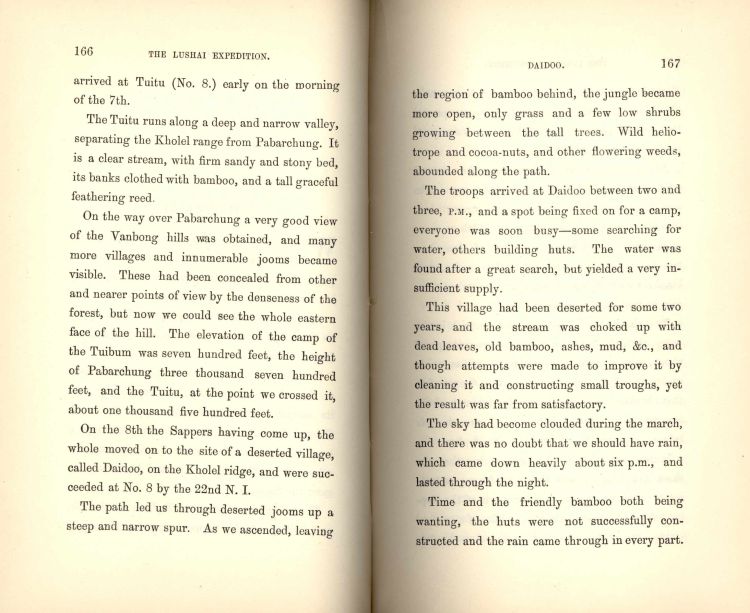 166
THE LUSHAI EXPEDITION.
arrived at Tuitu (No. 8.) early on the morning
of the 7th.
The Tuitu runs along a deep and narrow valley,
separating the Kholel range from Pabarchung. It
is a clear stream, with firm sandy and stony bed,
its banks clothed with bamboo, and a tall graceful
feathering reed.
On the way over Pabarchung a very good view
of the Vanbong hills was obtained, and many
more villages and innumerable jooms became
visible. These had been concealed from other
and nearer points of view by the denseness of the
forest, but now we could see the whole eastern
face of the hill. The elevation of the camp of
the Tuibum was seven hundred feet, the height
of Pabarchung three thousand seven hundred
feet, and the Tuitu, at the point we crossed it,
about one thousand five hundred feet.
On the 8th the Sappers having come up, the
whole moved on to the site of a deserted village,
called Daidoo, on the Kholel ridge, and were suc-
ceeded at No. 8 by the 22nd N. I.
The path led us through deserted jooms up a
steep and narrow spur. As we ascended, leaving
DAIDOO.
167
the region of bamboo behind, the jungle became
more open, only grass and a few low shrubs
growing between the tall trees. Wild helio-
trope and cocoa-nuts, and other flowering weeds,
abounded along the path.
The troops arrived at Daidoo between two and
three, P.M., and a spot being fixed on for a camp,
everyone was soon busy—some searching for
water, others building huts. The water was
found after a great search, but yielded a very in-
sufficient supply.
This village had been deserted for some two
years, and the stream was choked up with
dead leaves, old bamboo, ashes, mud, &c., and
though attempts were made to improve it by
cleaning it and constructing small troughs, yet
the result was far from satisfactory.
The sky had become clouded during the march,
and there was no doubt that we should have rain,
which came down heavily about six p.m., and
lasted through the night.
Time and the friendly bamboo both being
wanting, the huts were not successfully con-
structed and the rain came through in every part.